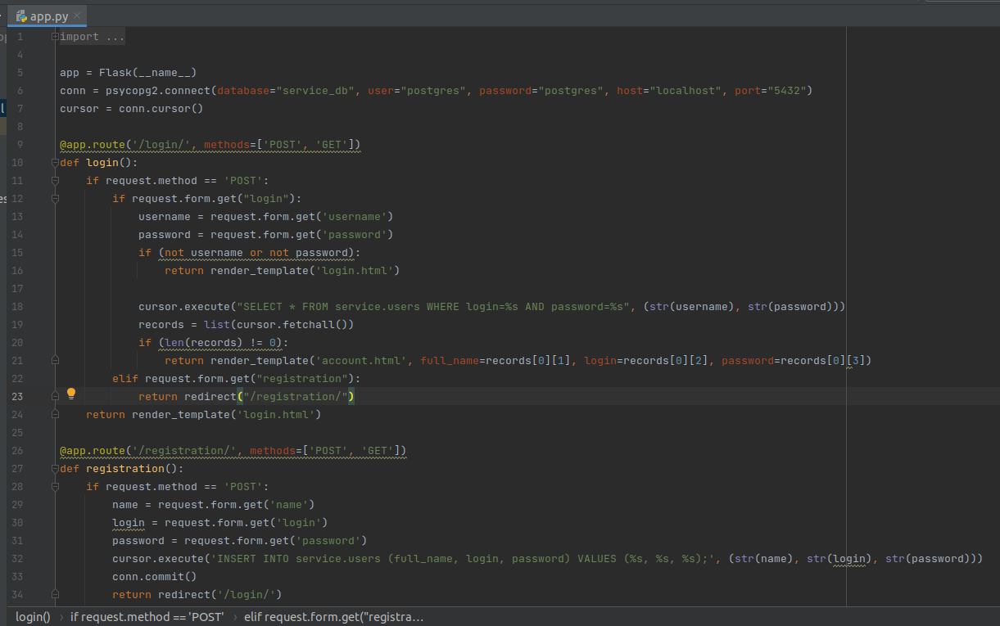 app.py
1 import ...
4
5 app = Flask(__name__)
6 conn = psycopg2.connect(database="service_db", user="postgres", password="postgres", host="localhost", port="5432")
7 cursor = conn.cursor()
8
9 @app.route('/login/', methods=['POST', 'GET'])
10 def login():
11     if request.method == 'POST':
12         if request.form.get("login"):
13             username = request.form.get('username')
14             password = request.form.get('password')
15             if (not username or not password):
16                 return render_template('login.html')
17
18             cursor.execute("SELECT * FROM service.users WHERE login=%s AND password=%s", (str(username), str(password)))
19             records = list(cursor.fetchall())
20             if (len(records) != 0):
21                 return render_template('account.html', full_name=records[0][1], login=records[0][2], password=records[0][3])
22         elif request.form.get("registration"):
23             return redirect("/registration/")
24     return render_template('login.html')
25
26 @app.route('/registration/', methods=['POST', 'GET'])
27 def registration():
28     if request.method == 'POST':
29         name = request.form.get('name')
30         login = request.form.get('login')
31         password = request.form.get('password')
32         cursor.execute('INSERT INTO service.users (full_name, login, password) VALUES (%s, %s, %s);', (str(name), str(login), str(password)))
33         conn.commit()
34         return redirect('/login/')
login() › if request.method == 'POST' › elif request.form.get("registra...